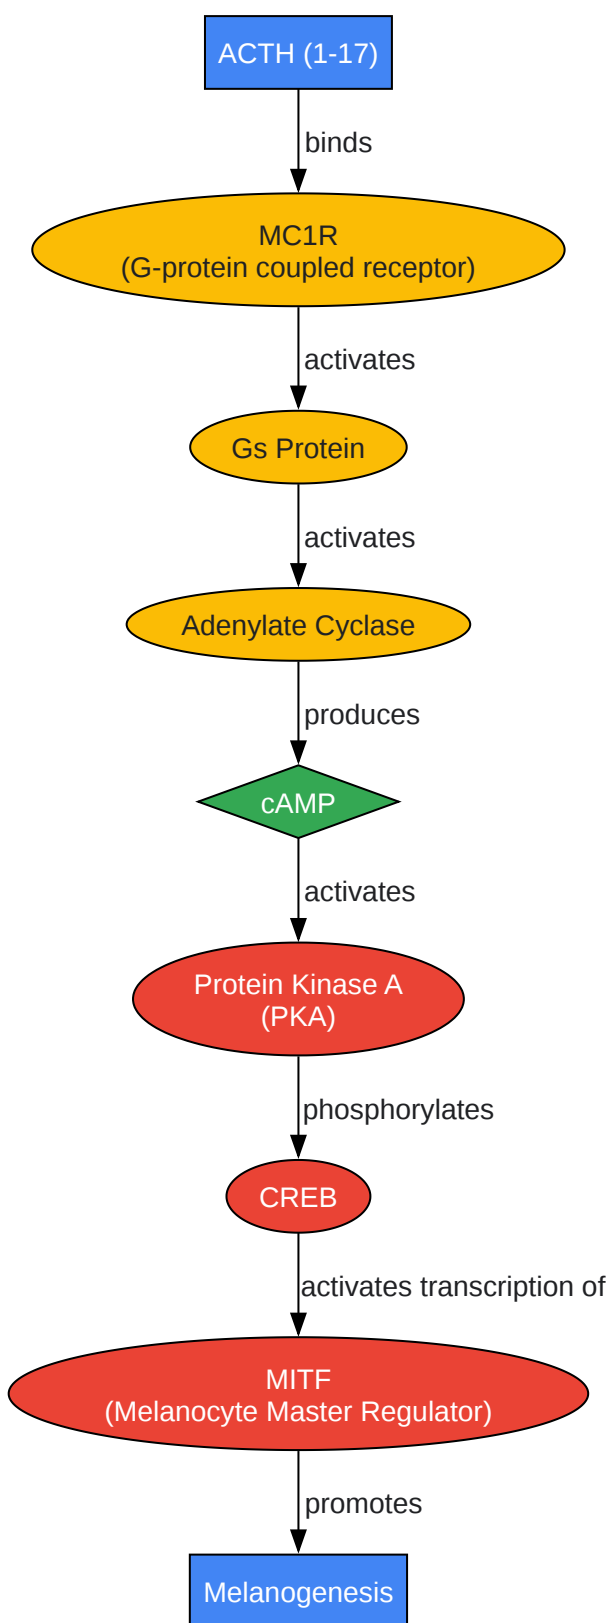 ACTH (1-17)
binds
MC1R
(G-protein coupled receptor)
activates
Gs Protein
activates
Adenylate Cyclase
produces
cAMP
activates
Protein Kinase A
(PKA)
phosphorylates
CREB
activates transcription of
MITF
(Melanocyte Master Regulator)
promotes
Melanogenesis